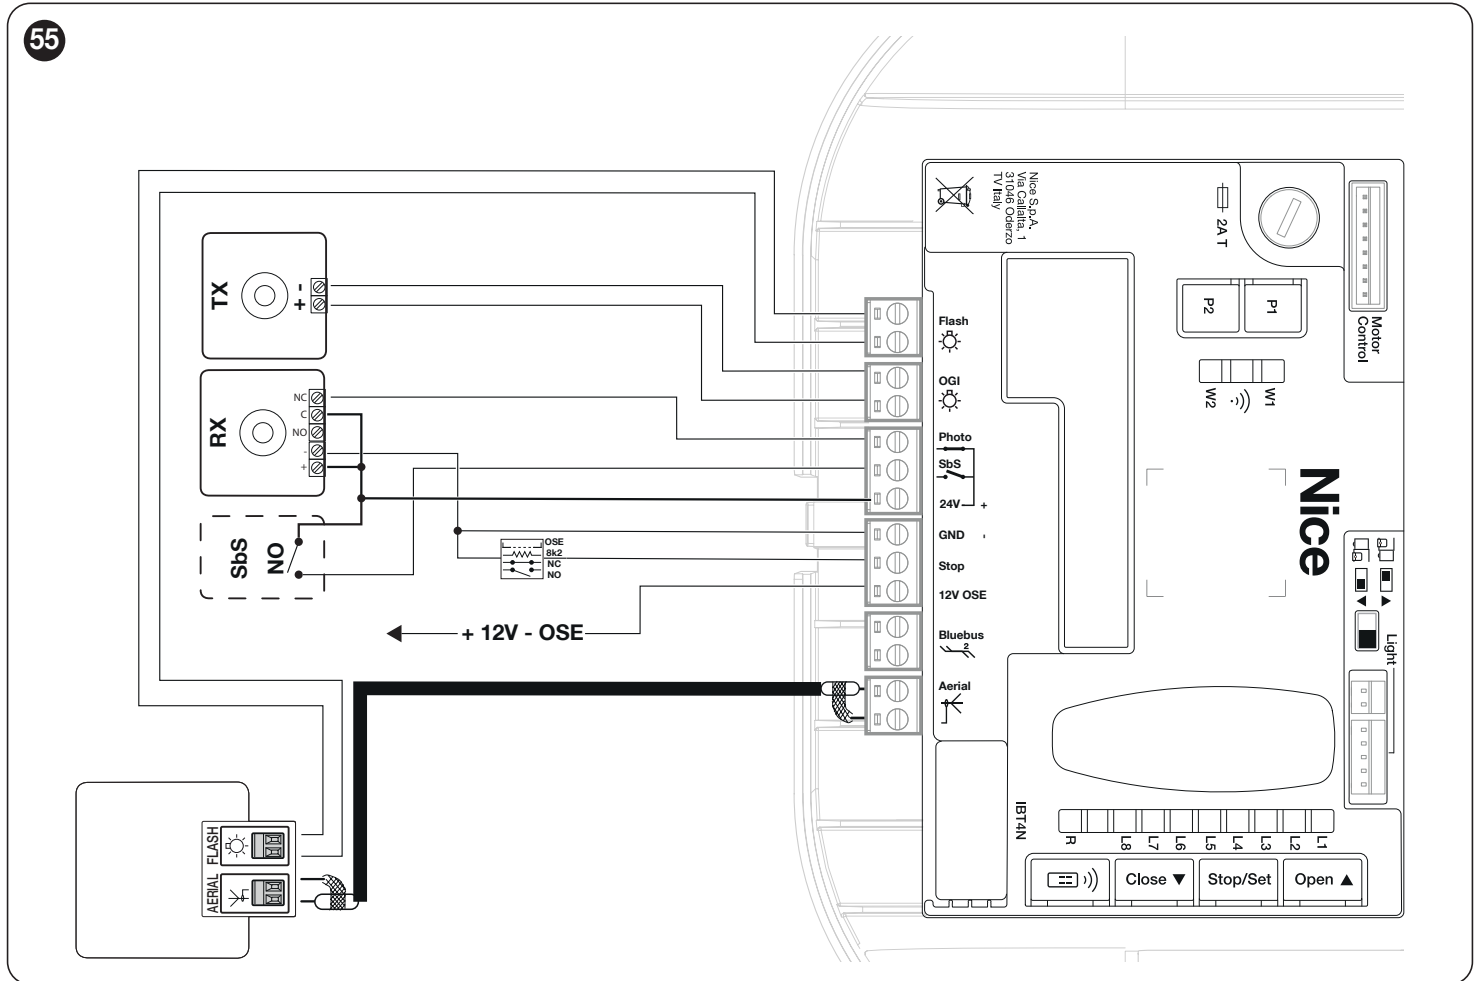 55
TX
-
+
RX
NC
C
NO
-
+
SbS
NO
OSE
8k2
NC
NO
+ 12V - OSE
FLASH
AERIAL
Nice S.p.A.
Via Callalta, 1
31046 Oderzo
TV Italy
Flash
OGI
Photo
SbS
24V +
GND -
Stop
12V OSE
Bluebus
2
Aerial
2A T
P2
P1
Motor
Control
W2
W1
Nice
Light
IBT4N
R
L8
L7
L6
L5
L4
L3
L2
L1
Close ▼
Stop/Set
Open ▲